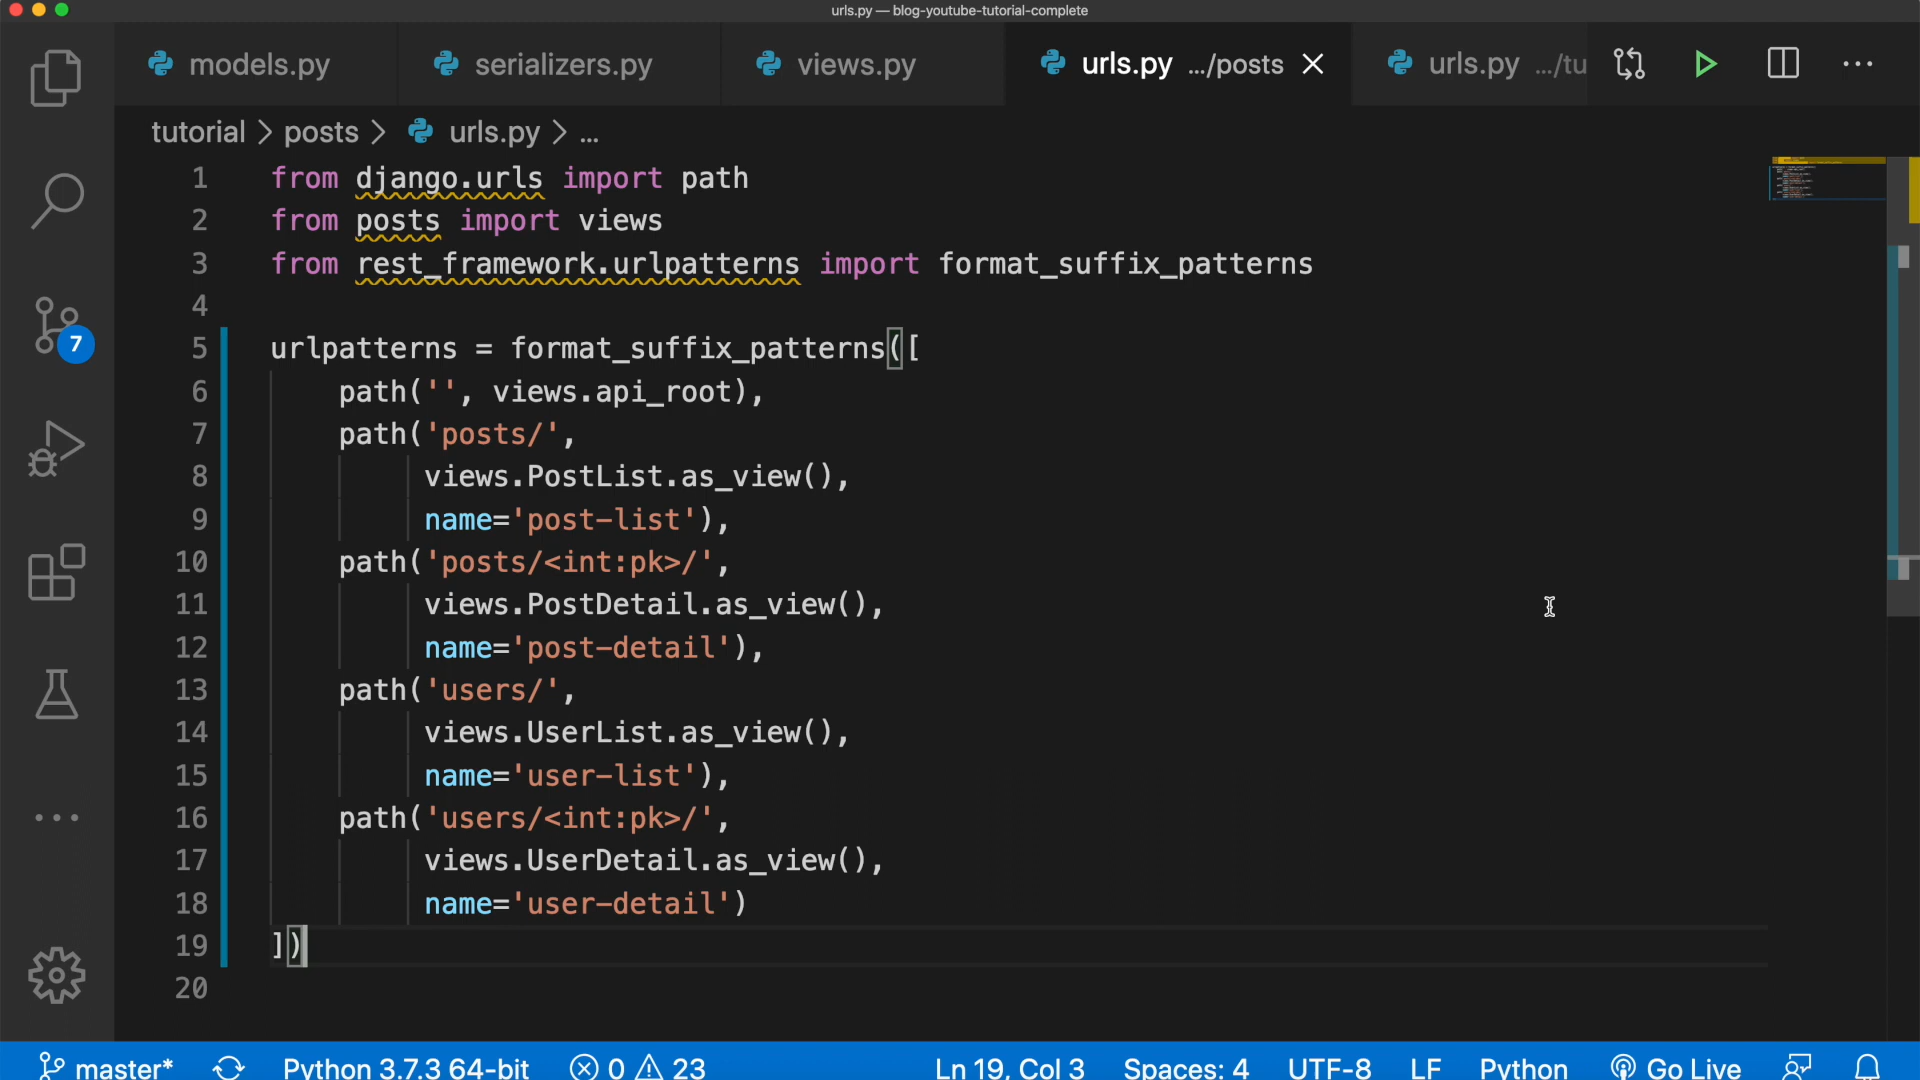 urls.py — blog-youtube-tutorial-complete
models.py serializers.py views.py urls.py .../posts urls.py .../tu
tutorial > posts > urls.py > ...
1 from django.urls import path
2 from posts import views
3 from rest_framework.urlpatterns import format_suffix_patterns
4
5 urlpatterns = format_suffix_patterns([
6     path('', views.api_root),
7     path('posts/',
8          views.PostList.as_view(),
9          name='post-list'),
10     path('posts/<int:pk>/',
11          views.PostDetail.as_view(),
12          name='post-detail'),
13     path('users/',
14          views.UserList.as_view(),
15          name='user-list'),
16     path('users/<int:pk>/',
17          views.UserDetail.as_view(),
18          name='user-detail')
19 ])
20
7
master* Python 3.7.3 64-bit 0 23 Ln 19, Col 3 Spaces: 4 UTF-8 LF Python Go Live